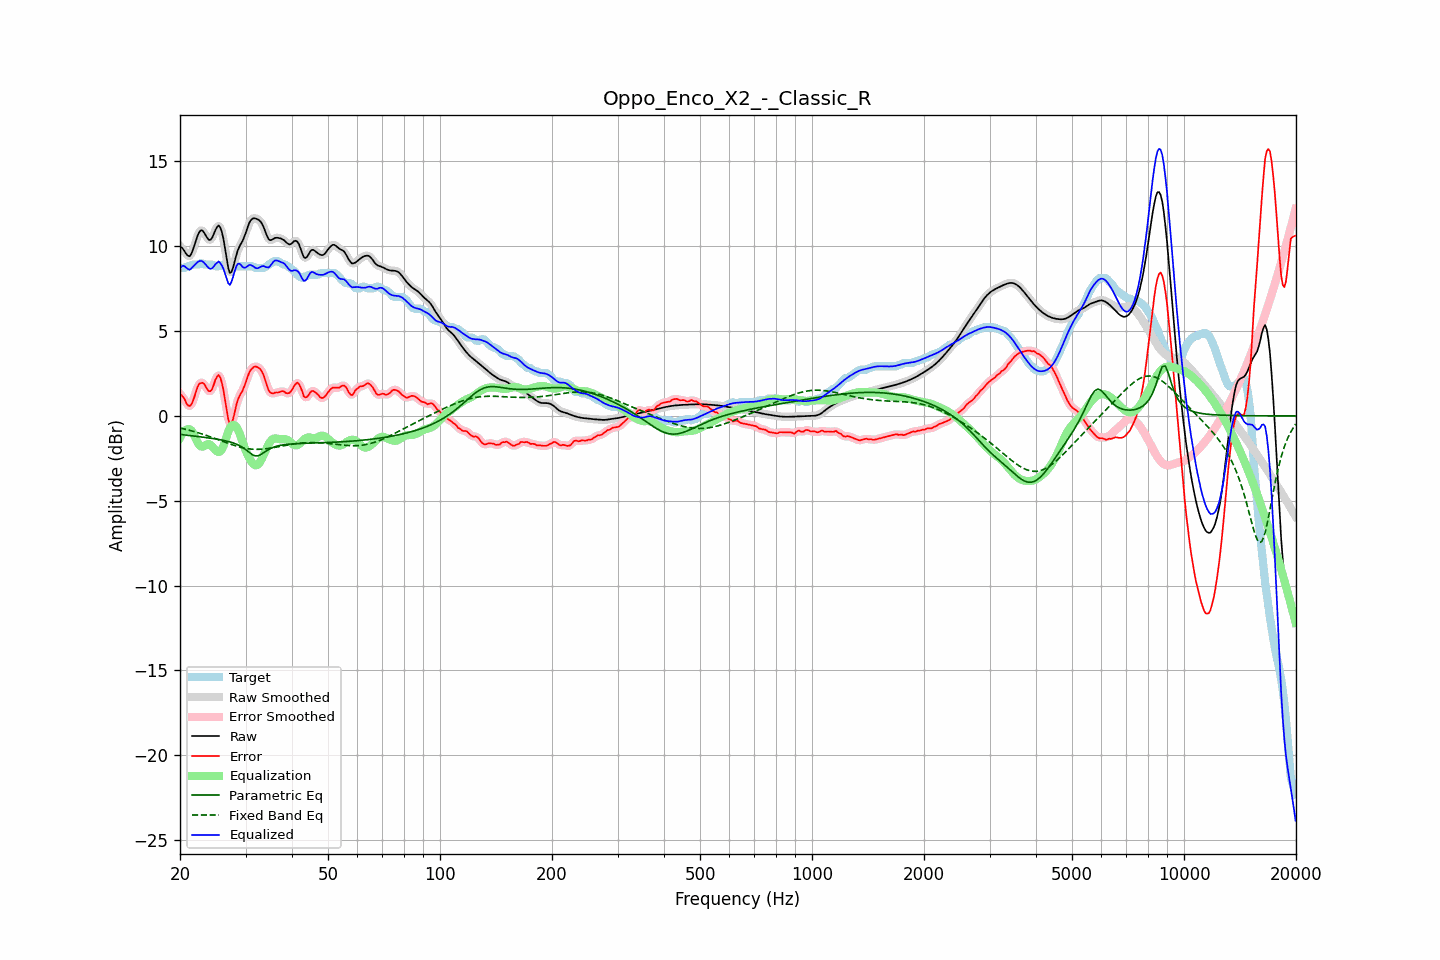 Oppo_Enco_X2_-_Classic_R
Amplitude (dBr)
15
10
5
0
−5
−10
−15
−20
−25
Target
Raw Smoothed
Error Smoothed
Raw
Error
Equalization
Parametric Eq
Fixed Band Eq
Equalized
20 50 100 200 500 1000 2000 5000 10000 20000
Frequency (Hz)